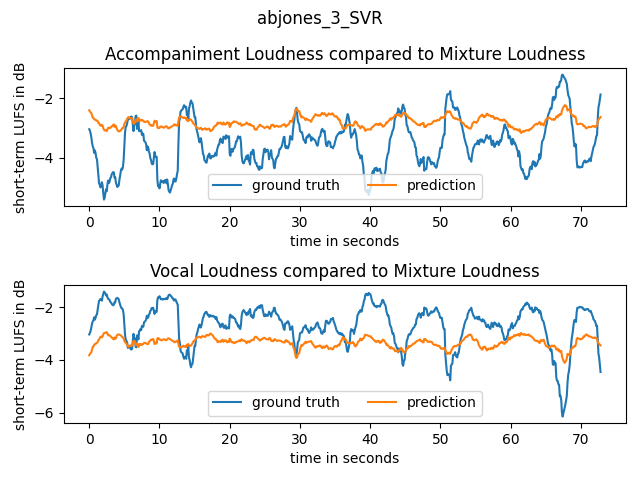 abjones_3_SVR
Accompaniment Loudness compared to Mixture Loudness
short-term LUFS in dB
−2
−4
ground truth
prediction
0 10 20 30 40 50 60 70
time in seconds
Vocal Loudness compared to Mixture Loudness
short-term LUFS in dB
−2
−4
−6
ground truth
prediction
0 10 20 30 40 50 60 70
time in seconds